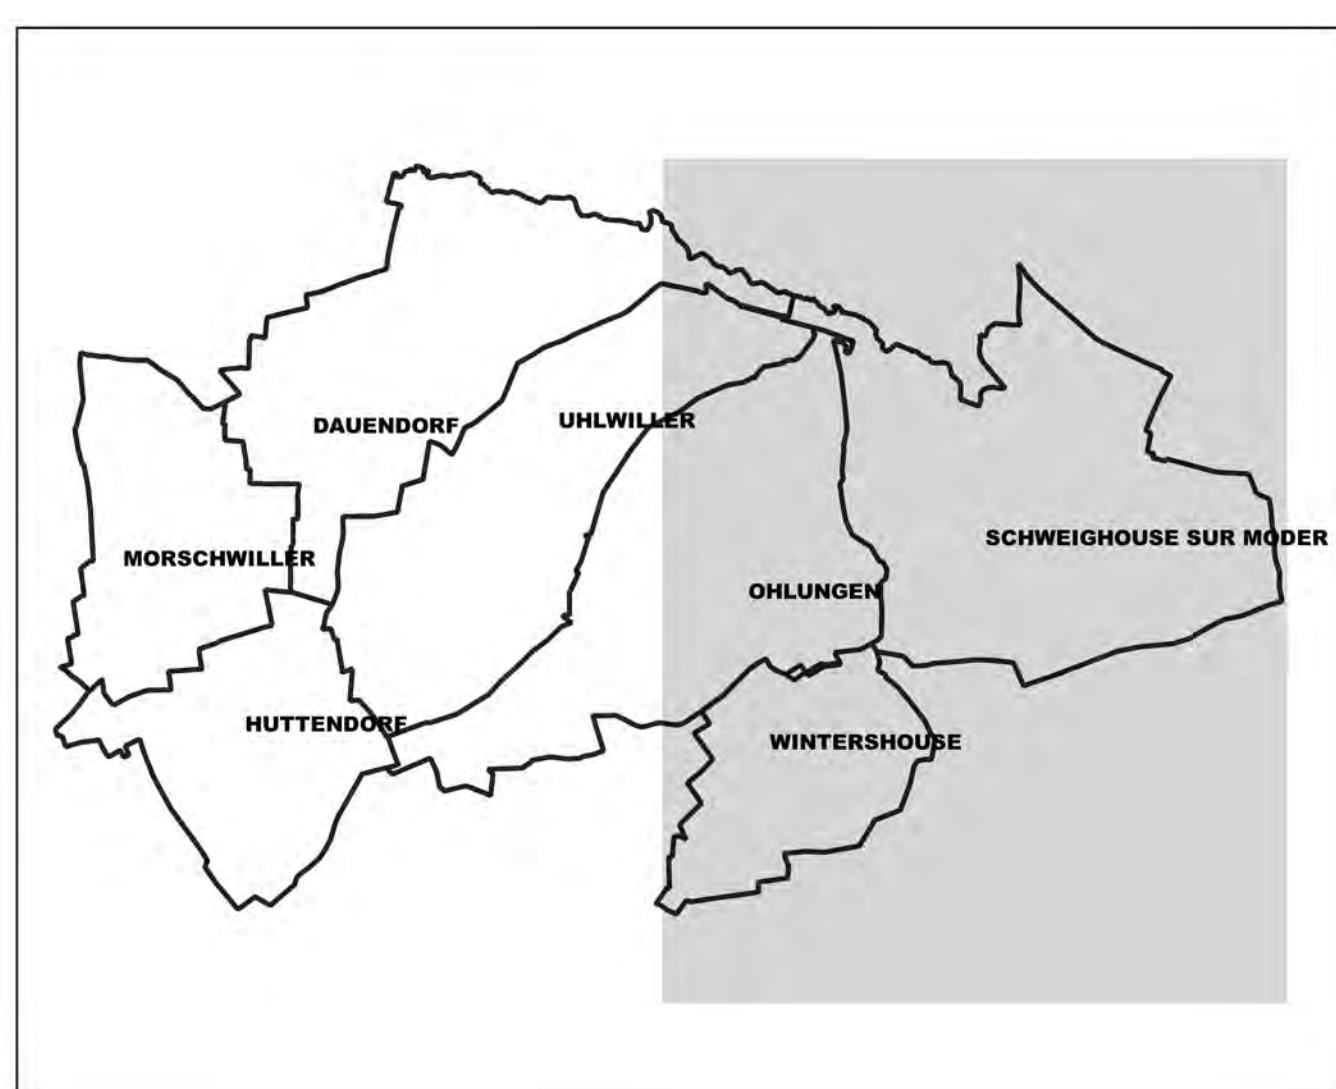 DAUENDORF
UHLWILLER
SCHWEIGHOUSE SUR MODER
MORSCHWILLER
OHLUNGEN
HUTTENDORF
WINTERSHOUSE